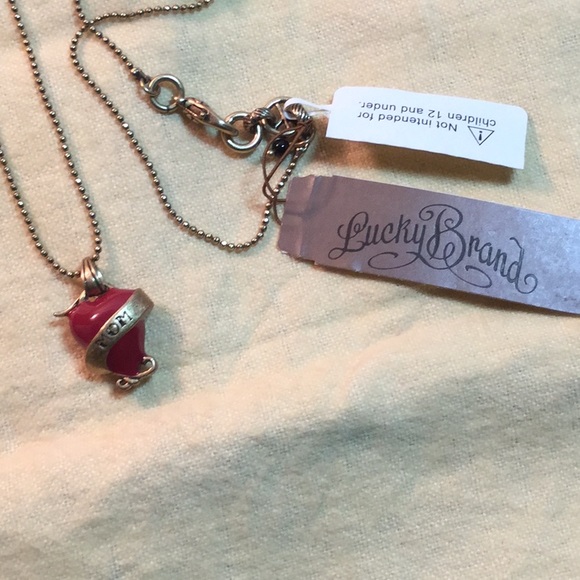 Not intended for
children 12 and under.
Lucky Brand
MOM